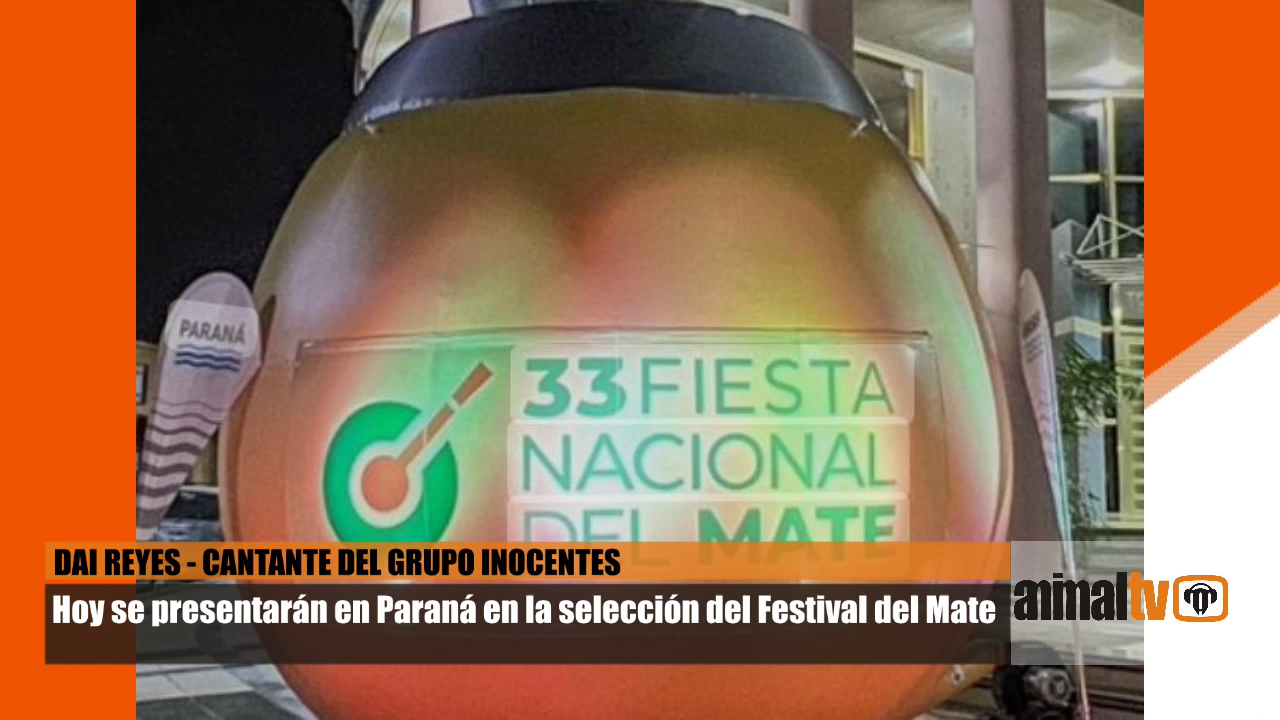 PARANÁ
33 FIESTA
NACIONAL
DEL MATE
DAI REYES - CANTANTE DEL GRUPO INOCENTES
Hoy se presentarán en Paraná en la selección del Festival del Mate
animaltv